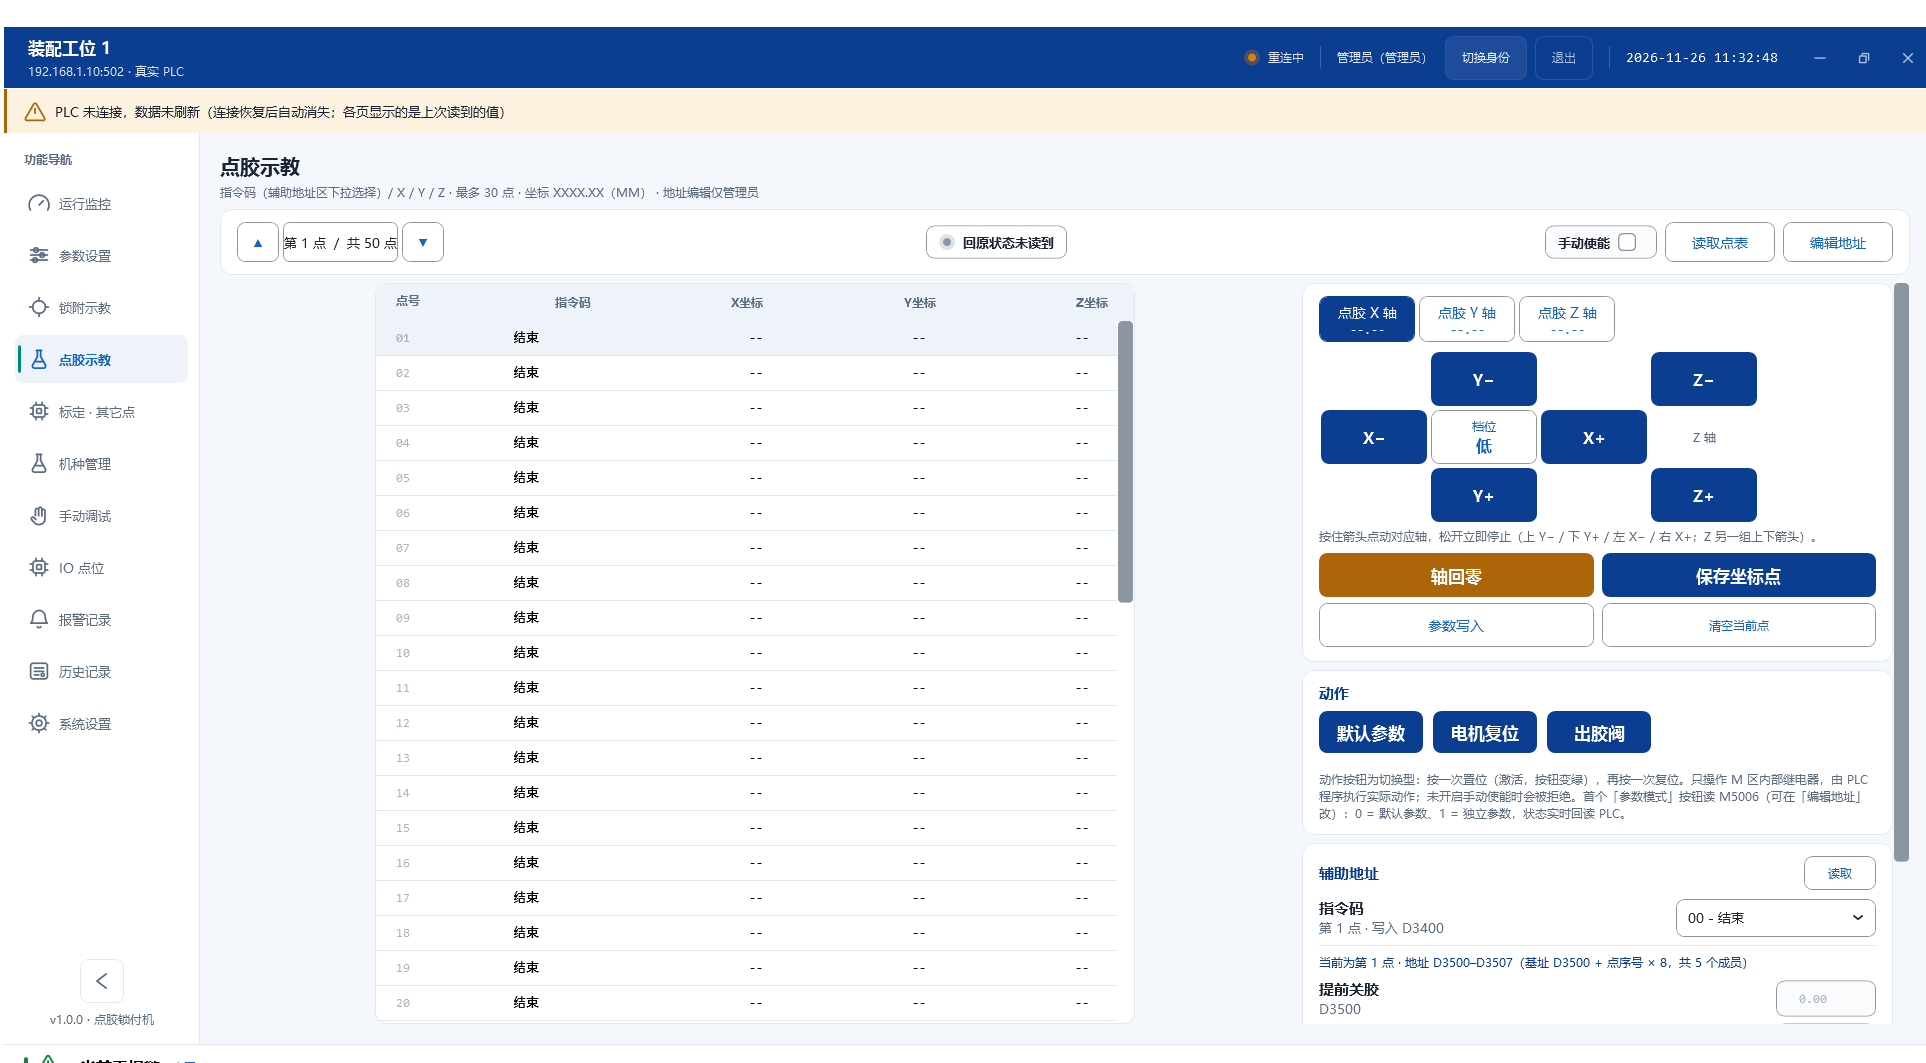 装配工位 1
192.168.1.10:502 · 真实 PLC
重连中
管理员（管理员）
切换身份
退出
2026-11-26 11:32:48
PLC 未连接，数据未刷新（连接恢复后自动消失；各页显示的是上次读到的值）
功能导航
运行监控
参数设置
锁附示教
点胶示教
标定 · 其它点
机种管理
手动调试
IO 点位
报警记录
历史记录
系统设置
v1.0.0 · 点胶锁付机
点胶示教
指令码（辅助地址区下拉选择）/ X / Y / Z · 最多 30 点 · 坐标 XXXX.XX（MM） · 地址编辑仅管理员
▲
第 1 点 / 共 50 点
▼
回原状态未读到
手动使能
读取点表
编辑地址
点号 指令码 X坐标 Y坐标 Z坐标
01 结束 -- -- --
02 结束 -- -- --
03 结束 -- -- --
04 结束 -- -- --
05 结束 -- -- --
06 结束 -- -- --
07 结束 -- -- --
08 结束 -- -- --
09 结束 -- -- --
10 结束 -- -- --
11 结束 -- -- --
12 结束 -- -- --
13 结束 -- -- --
14 结束 -- -- --
15 结束 -- -- --
16 结束 -- -- --
17 结束 -- -- --
18 结束 -- -- --
19 结束 -- -- --
20 结束 -- -- --
点胶 X 轴 点胶 Y 轴 点胶 Z 轴
--.-- --.-- --.--
Y− Z−
X− 档位 低 X+ Z 轴
Y+ Z+
按住箭头点动对应轴，松开立即停止（上 Y− / 下 Y+ / 左 X− / 右 X+；Z 另一组上下箭头）。
轴回零
保存坐标点
参数写入
清空当前点
动作
默认参数
电机复位
出胶阀
动作按钮为切换型：按一次置位（激活，按钮变绿），再按一次复位。只操作 M 区内部继电器，由 PLC
程序执行实际动作；未开启手动使能时会被拒绝。首个「参数模式」按钮读 M5006（可在「编辑地址」
改）：0 = 默认参数、1 = 独立参数，状态实时回读 PLC。
辅助地址
读取
指令码
第 1 点 · 写入 D3400
00 - 结束
当前为第 1 点 · 地址 D3500–D3507（基址 D3500 + 点序号 × 8，共 5 个成员）
提前关胶
D3500
0.00